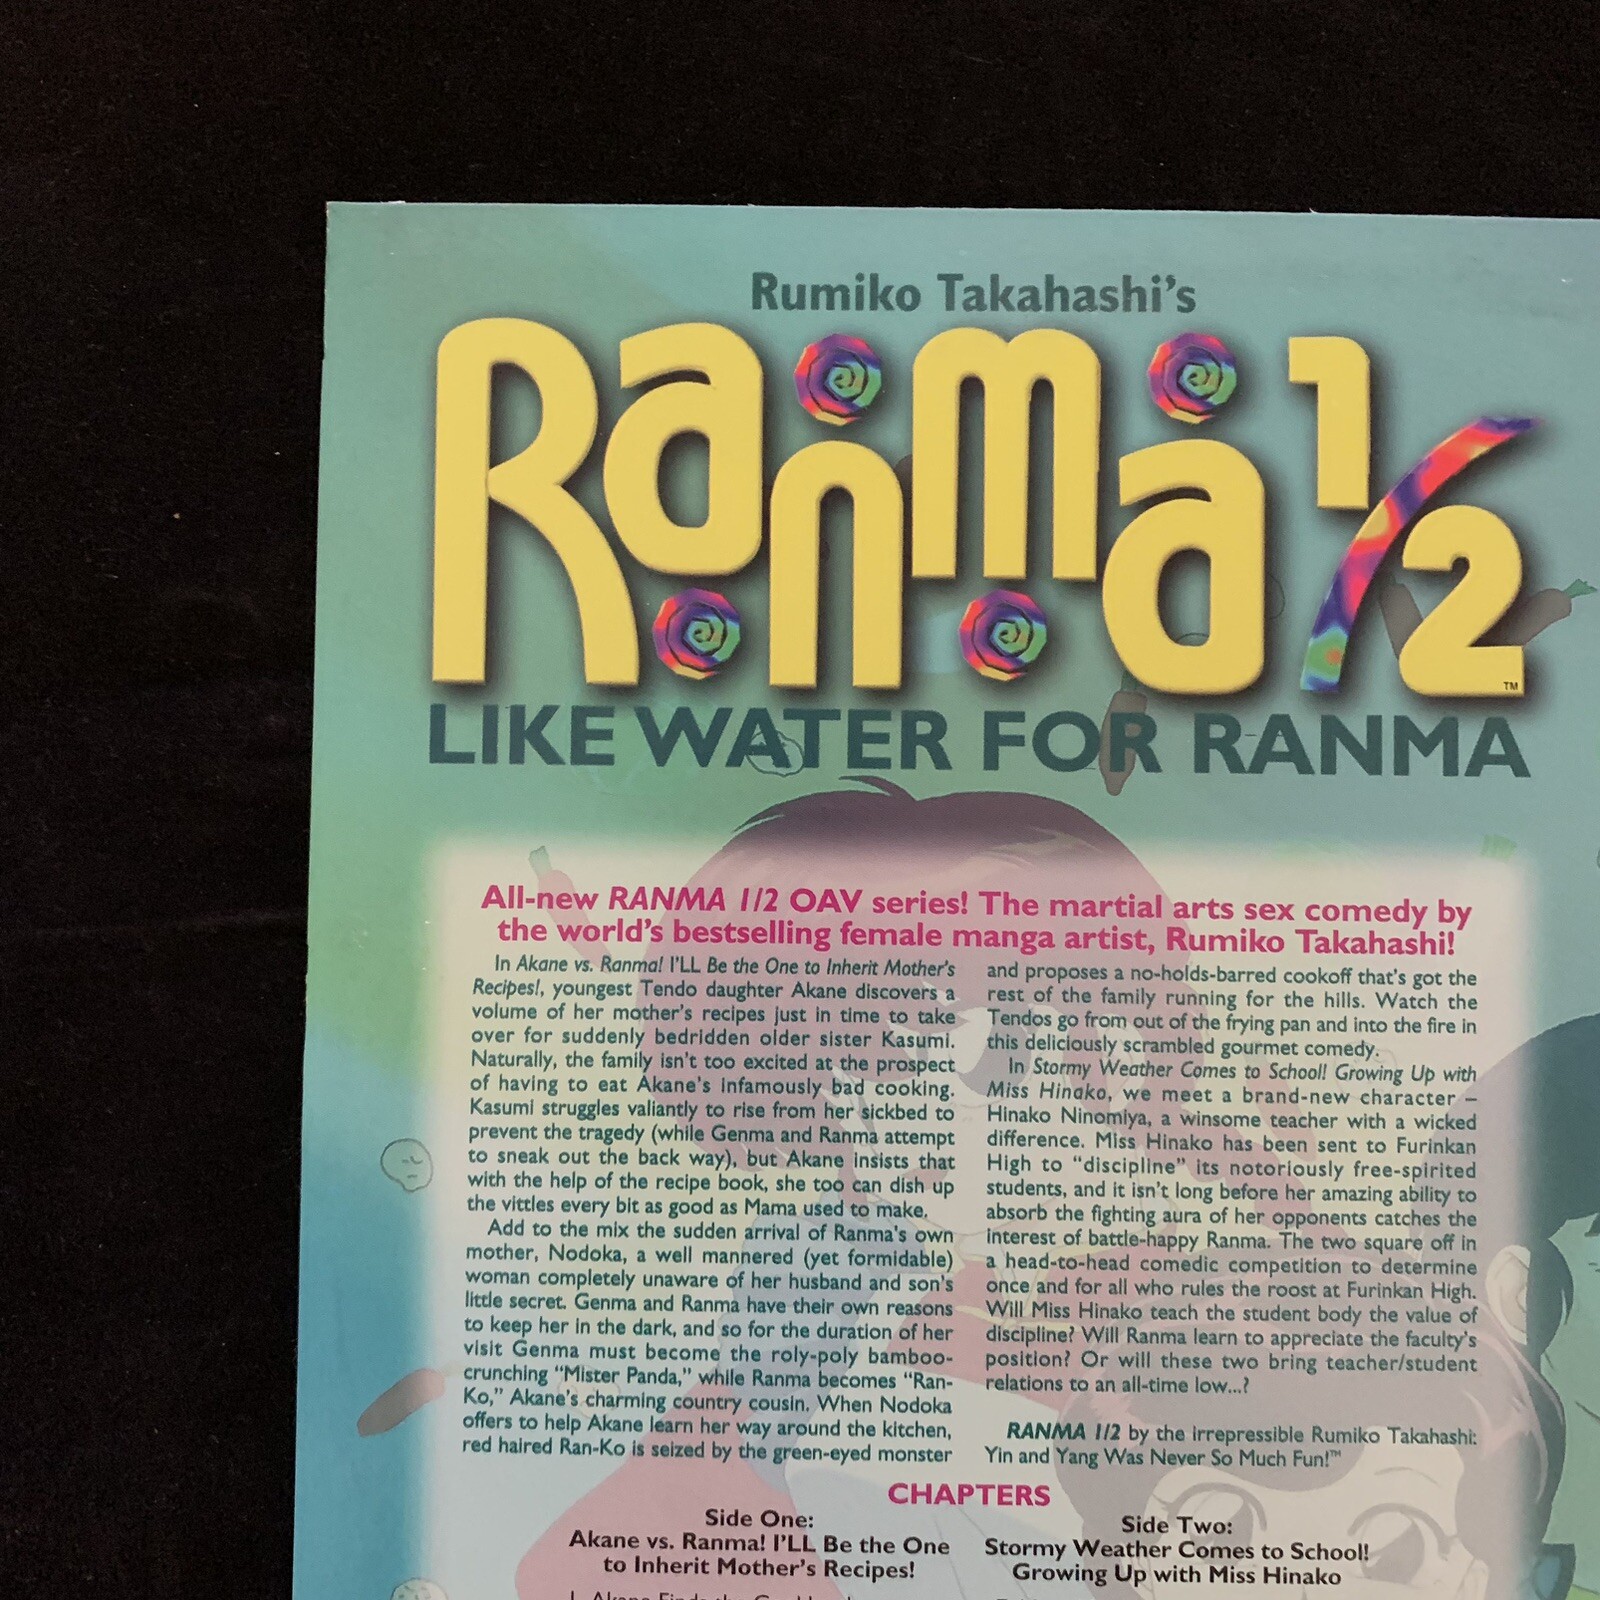 Rumiko Takahashi's
Ranma 1/2
TM
LIKE WATER FOR RANMA
All-new RANMA 1/2 OAV series! The martial arts sex comedy by
the world's bestselling female manga artist, Rumiko Takahashi!
In Akane vs. Ranma! I'LL Be the One to Inherit Mother's
Recipes!, youngest Tendo daughter Akane discovers a
volume of her mother's recipes just in time to take
over for suddenly bedridden older sister Kasumi.
Naturally, the family isn't too excited at the prospect
of having to eat Akane's infamously bad cooking.
Kasumi struggles valiantly to rise from her sickbed to
prevent the tragedy (while Genma and Ranma attempt
to sneak out the back way), but Akane insists that
with the help of the recipe book, she too can dish up
the vittles every bit as good as Mama used to make.
Add to the mix the sudden arrival of Ranma's own
mother, Nodoka, a well mannered (yet formidable)
woman completely unaware of her husband and son's
little secret. Genma and Ranma have their own reasons
to keep her in the dark, and so for the duration of her
visit Genma must become the roly-poly bamboo-
crunching "Mister Panda," while Ranma becomes "Ran-
Ko," Akane's charming country cousin. When Nodoka
offers to help Akane learn her way around the kitchen,
red haired Ran-Ko is seized by the green-eyed monster
and proposes a no-holds-barred cookoff that's got the
rest of the family running for the hills. Watch the
Tendos go from out of the frying pan and into the fire in
this deliciously scrambled gourmet comedy.
In Stormy Weather Comes to School! Growing Up with
Miss Hinako, we meet a brand-new character –
Hinako Ninomiya, a winsome teacher with a wicked
difference. Miss Hinako has been sent to Furinkan
High to "discipline" its notoriously free-spirited
students, and it isn't long before her amazing ability to
absorb the fighting aura of her opponents catches the
interest of battle-happy Ranma. The two square off in
a head-to-head comedic competition to determine
once and for all who rules the roost at Furinkan High.
Will Miss Hinako teach the student body the value of
discipline? Will Ranma learn to appreciate the faculty's
position? Or will these two bring teacher/student
relations to an all-time low...?
RANMA 1/2 by the irrepressible Rumiko Takahashi:
Yin and Yang Was Never So Much Fun!™
CHAPTERS
Side One:
Akane vs. Ranma! I'LL Be the One
to Inherit Mother's Recipes!
Side Two:
Stormy Weather Comes to School!
Growing Up with Miss Hinako